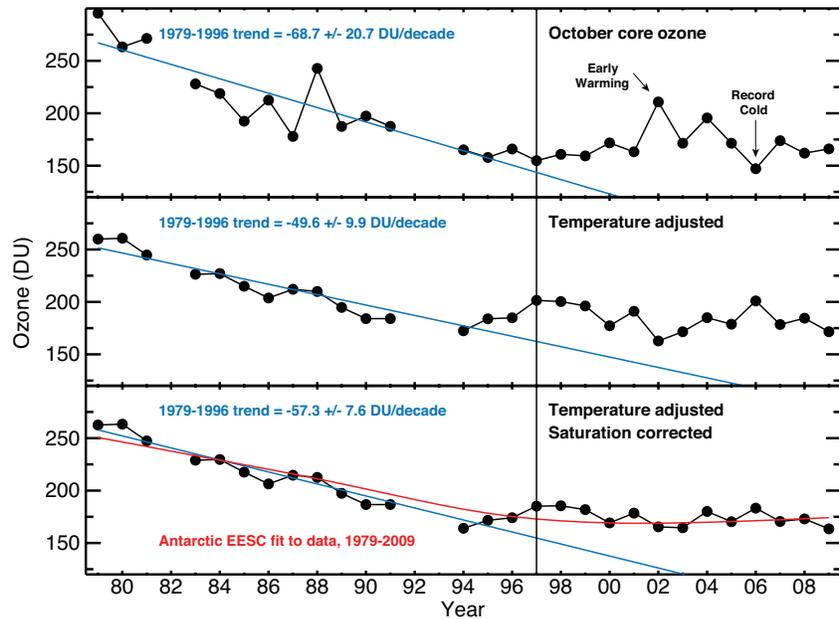 1979-1996 trend = -68.7 +/- 20.7 DU/decade
October core ozone
Early
Warming
Record
Cold
250
200
150
1979-1996 trend = -49.6 +/- 9.9 DU/decade
Temperature adjusted
250
200
150
Ozone (DU)
1979-1996 trend = -57.3 +/- 7.6 DU/decade
Temperature adjusted
Saturation corrected
250
200
150
Antarctic EESC fit to data, 1979-2009
80 82 84 86 88 90 92 94 96 98 00 02 04 06 08
Year